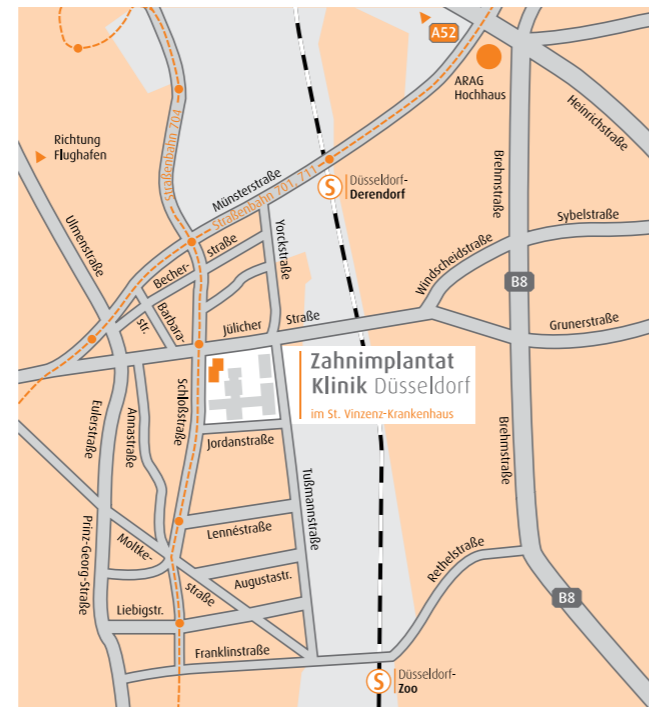 A52
ARAG
Hochhaus
Heinrichstraße
Richtung
Flughafen
Straßenbahn 704
Münsterstraße
Straßenbahn 701, 711
S
Düsseldorf-
Derendorf
Brehmstraße
Sybelstraße
Ulmenstraße
Yorckstraße
Becher-
straße
Windscheidstraße
B8
Barbara-
str.
Jülicher
Straße
Grunerstraße
Zahnimplantat
Klinik Düsseldorf
im St. Vinzenz-Krankenhaus
Eulerstraße
Annastraße
Schloßstraße
Jordanstraße
Brehmstraße
Tußmannstraße
Prinz-Georg-Straße
Moltke-
straße
Lennéstraße
Augustastr.
Rethelstraße
Liebigstr.
B8
Franklinstraße
S
Düsseldorf-
Zoo